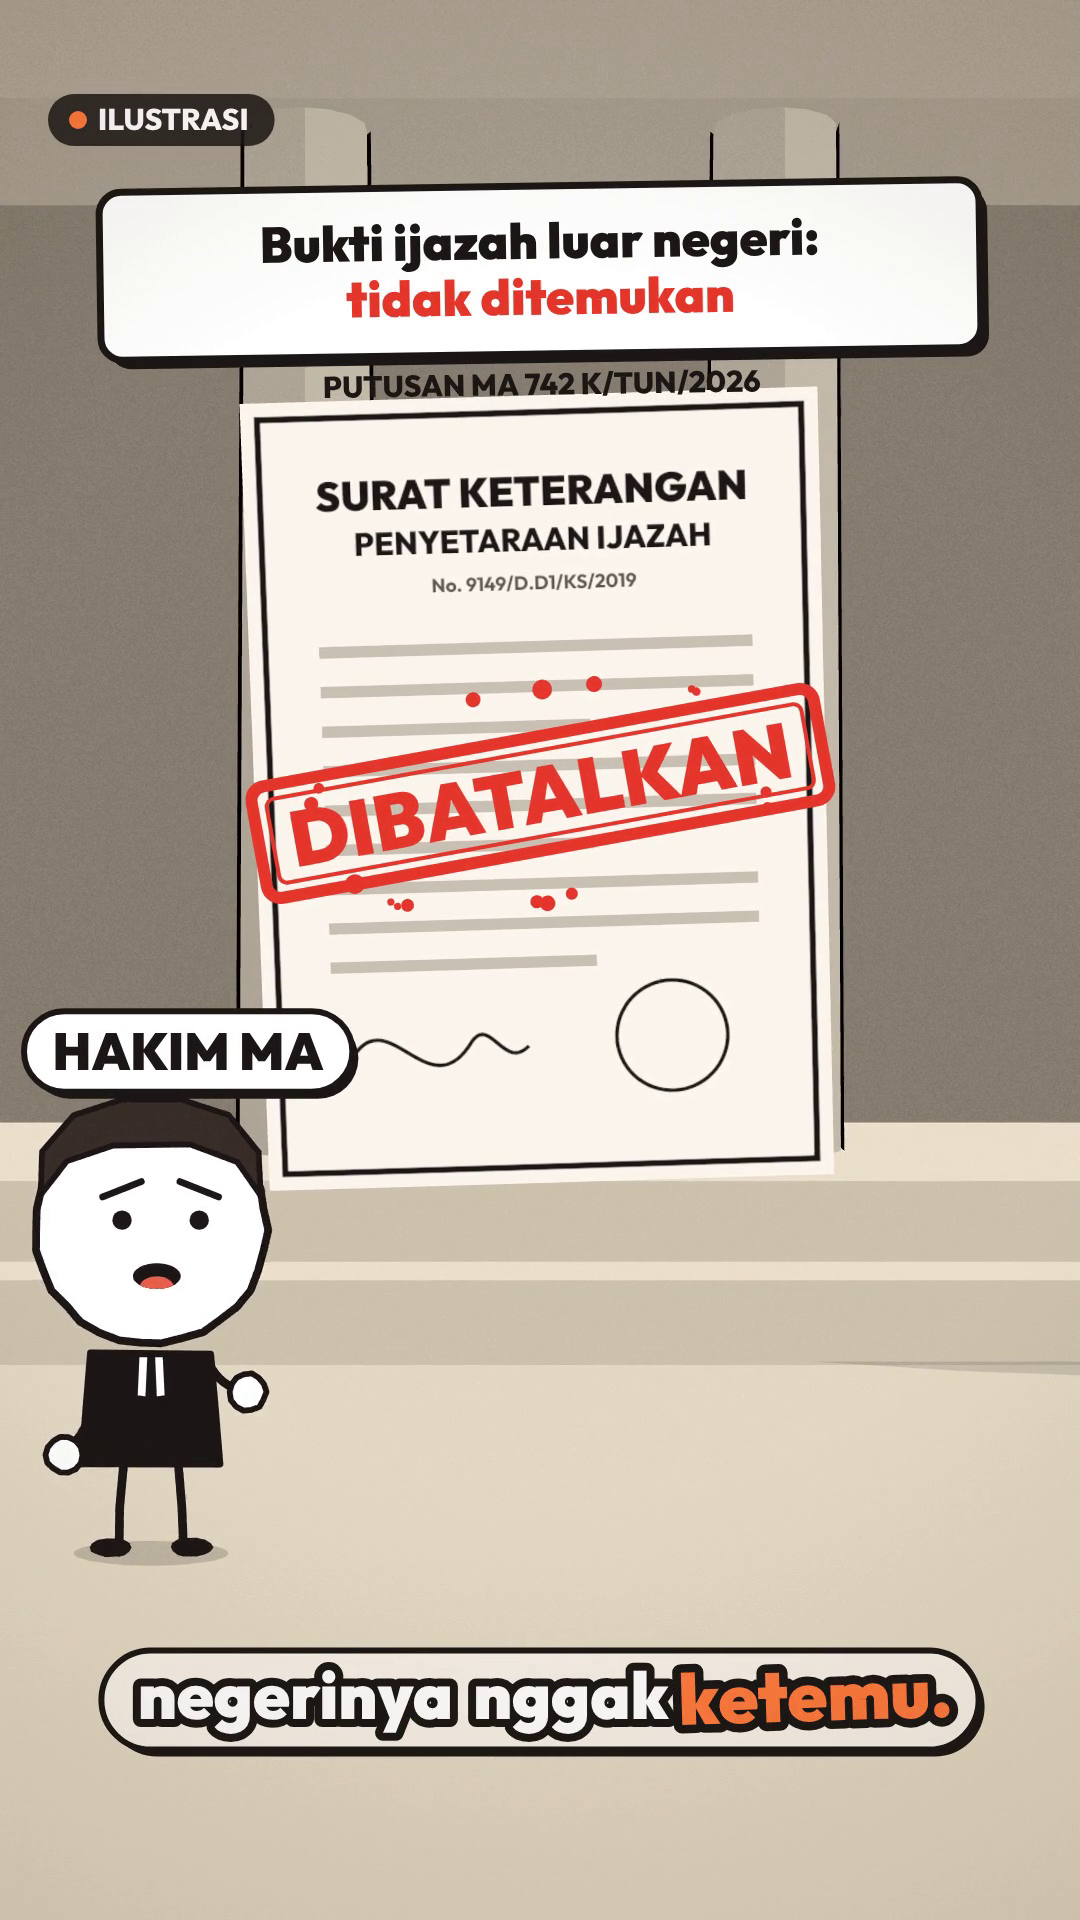 ILUSTRASI
Bukti ijazah luar negeri:
tidak ditemukan
PUTUSAN MA 742 K/TUN/2026
SURAT KETERANGAN
PENYETARAAN IJAZAH
No. 9149/D.D1/KS/2019
DIBATALKAN
HAKIM MA
negerinya nggak ketemu.